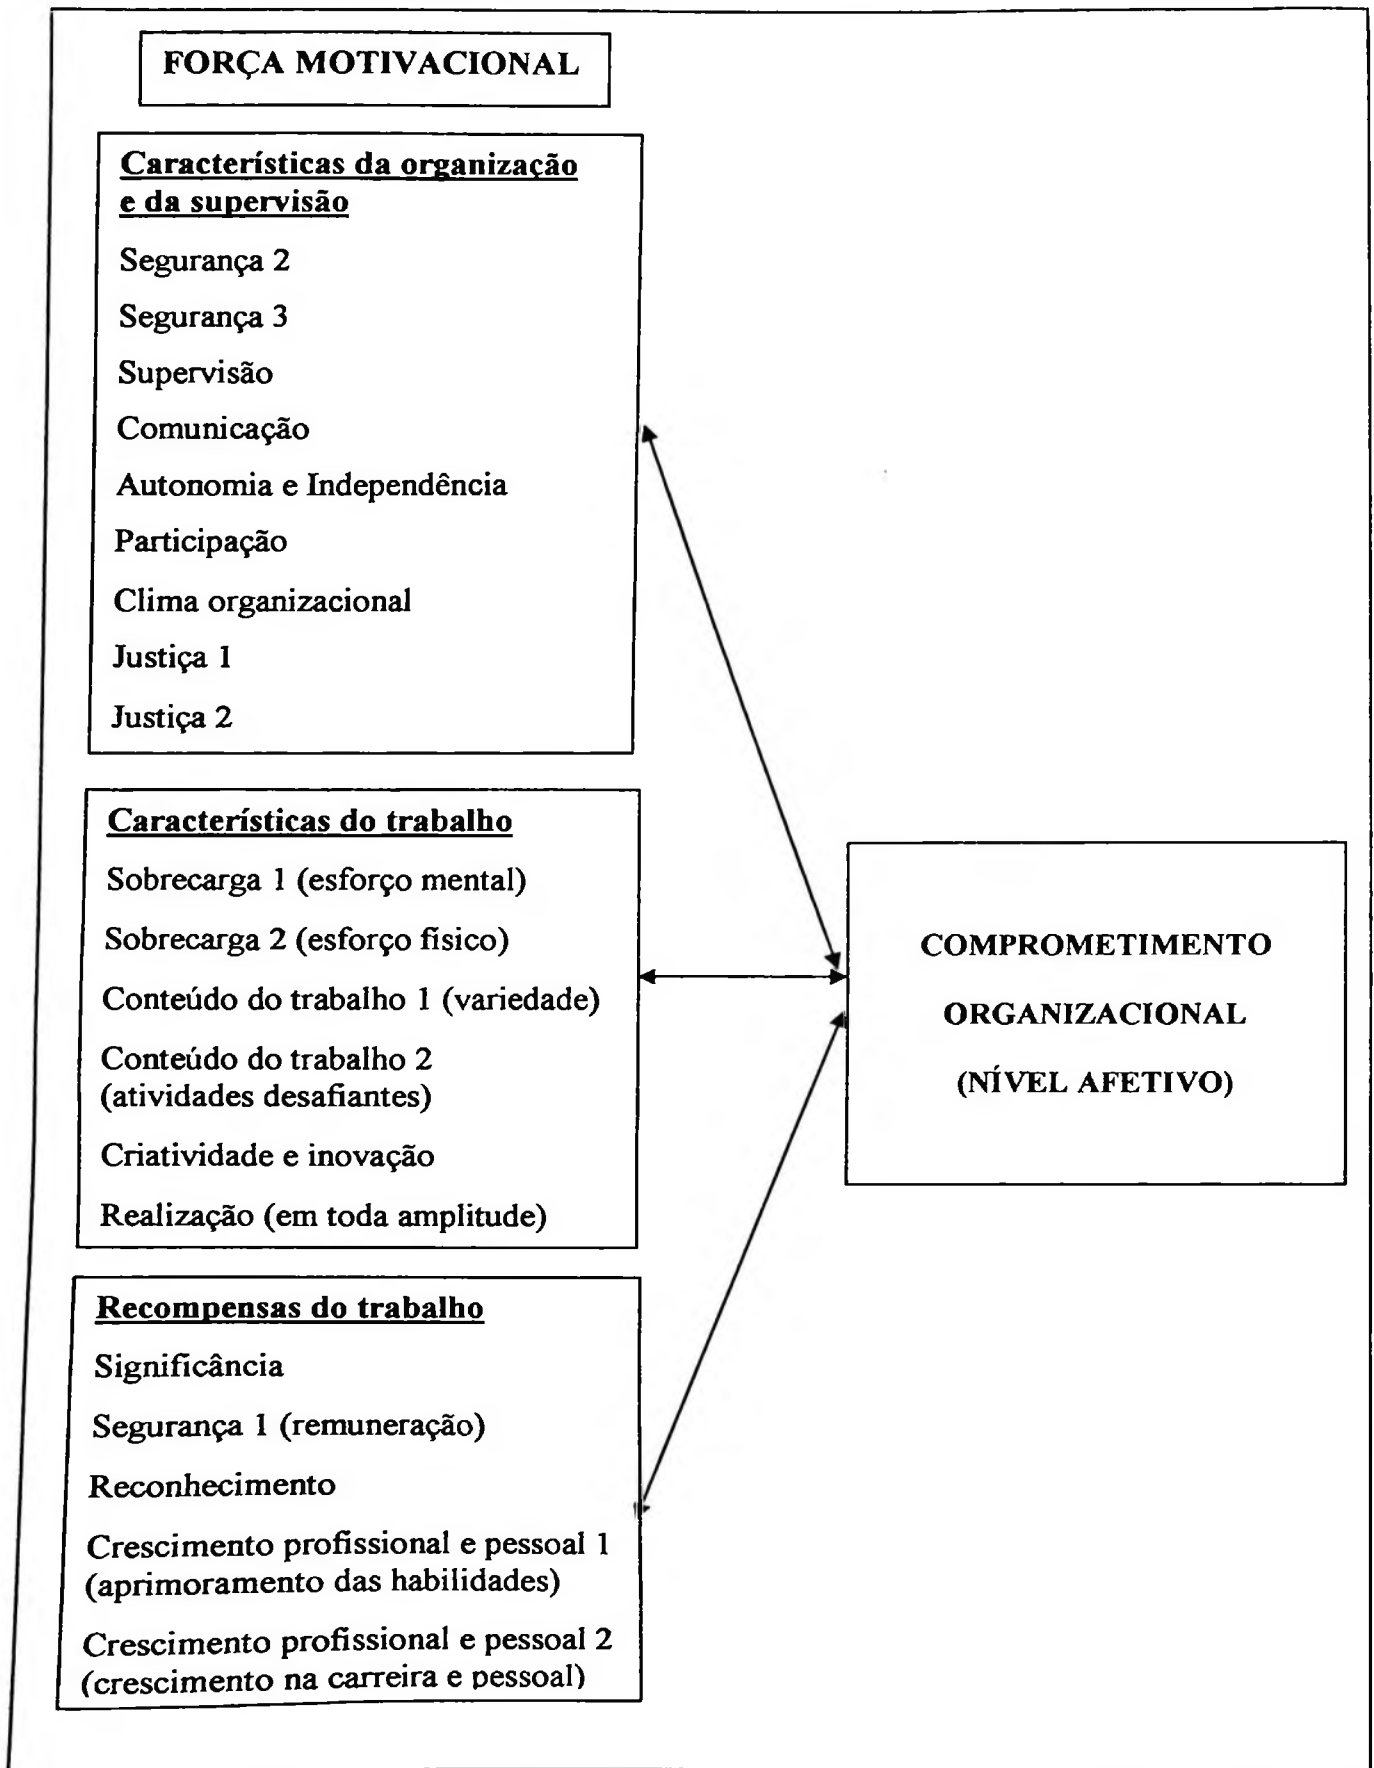 FORÇA MOTIVACIONAL
Características da organização
e da supervisão
Segurança 2
Segurança 3
Supervisão
Comunicação
Autonomia e Independência
Participação
Clima organizacional
Justiça 1
Justiça 2
Características do trabalho
Sobrecarga 1 (esforço mental)
Sobrecarga 2 (esforço físico)
Conteúdo do trabalho 1 (variedade)
Conteúdo do trabalho 2
(atividades desafiantes)
Criatividade e inovação
Realização (em toda amplitude)
Recompensas do trabalho
Significância
Segurança 1 (remuneração)
Reconhecimento
Crescimento profissional e pessoal 1
(aprimoramento das habilidades)
Crescimento profissional e pessoal 2
(crescimento na carreira e pessoal)
COMPROMETIMENTO
ORGANIZACIONAL
(NÍVEL AFETIVO)